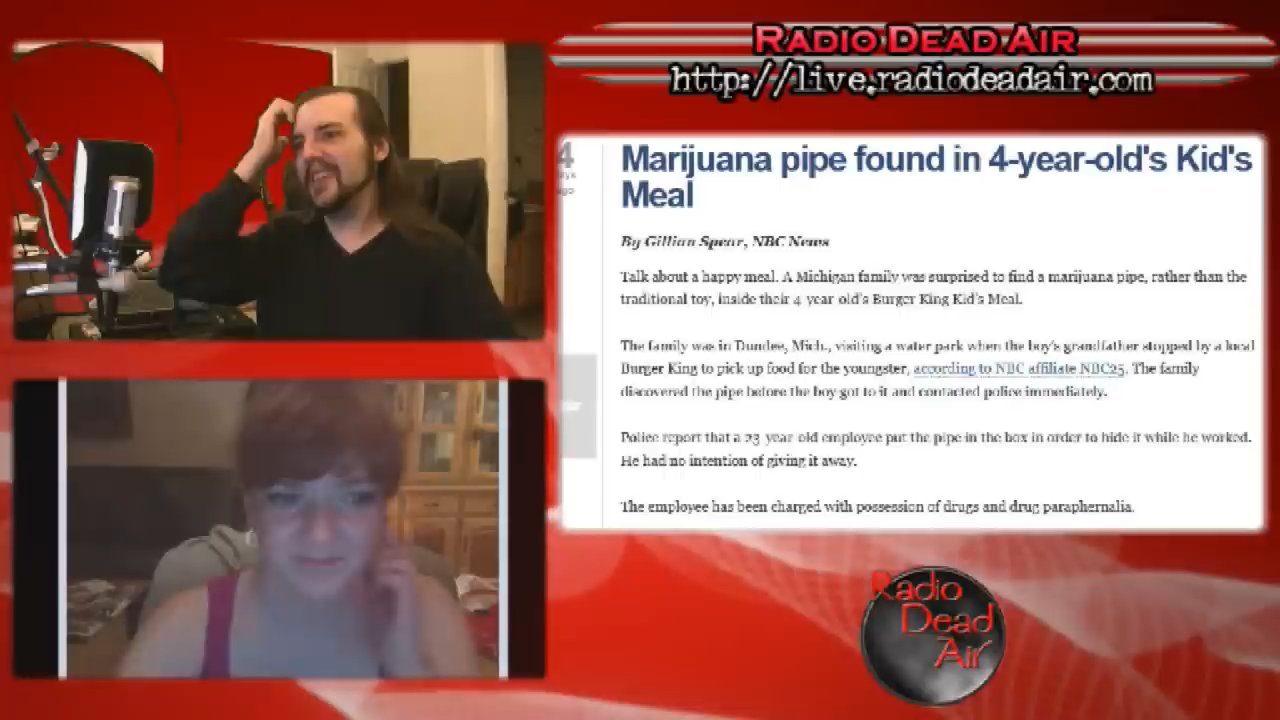 RADIO DEAD AIR
http://live.radiodeadair.com
4
ago
Marijuana pipe found in 4-year-old's Kid's
Meal
By Gillian Spear, NBC News
Talk about a happy meal. A Michigan family was surprised to find a marijuana pipe, rather than the
traditional toy, inside their 4-year-old's Burger King Kid's Meal.
The family was in Dundee, Mich., visiting a water park when the boy's grandfather stopped by a local
Burger King to pick up food for the youngster, according to NBC affiliate NBC25. The family
discovered the pipe before the boy got to it and contacted police immediately.
Police report that a 23-year-old employee put the pipe in the box in order to hide it while he worked.
He had no intention of giving it away.
The employee has been charged with possession of drugs and drug paraphernalia.
Radio
Dead
Air